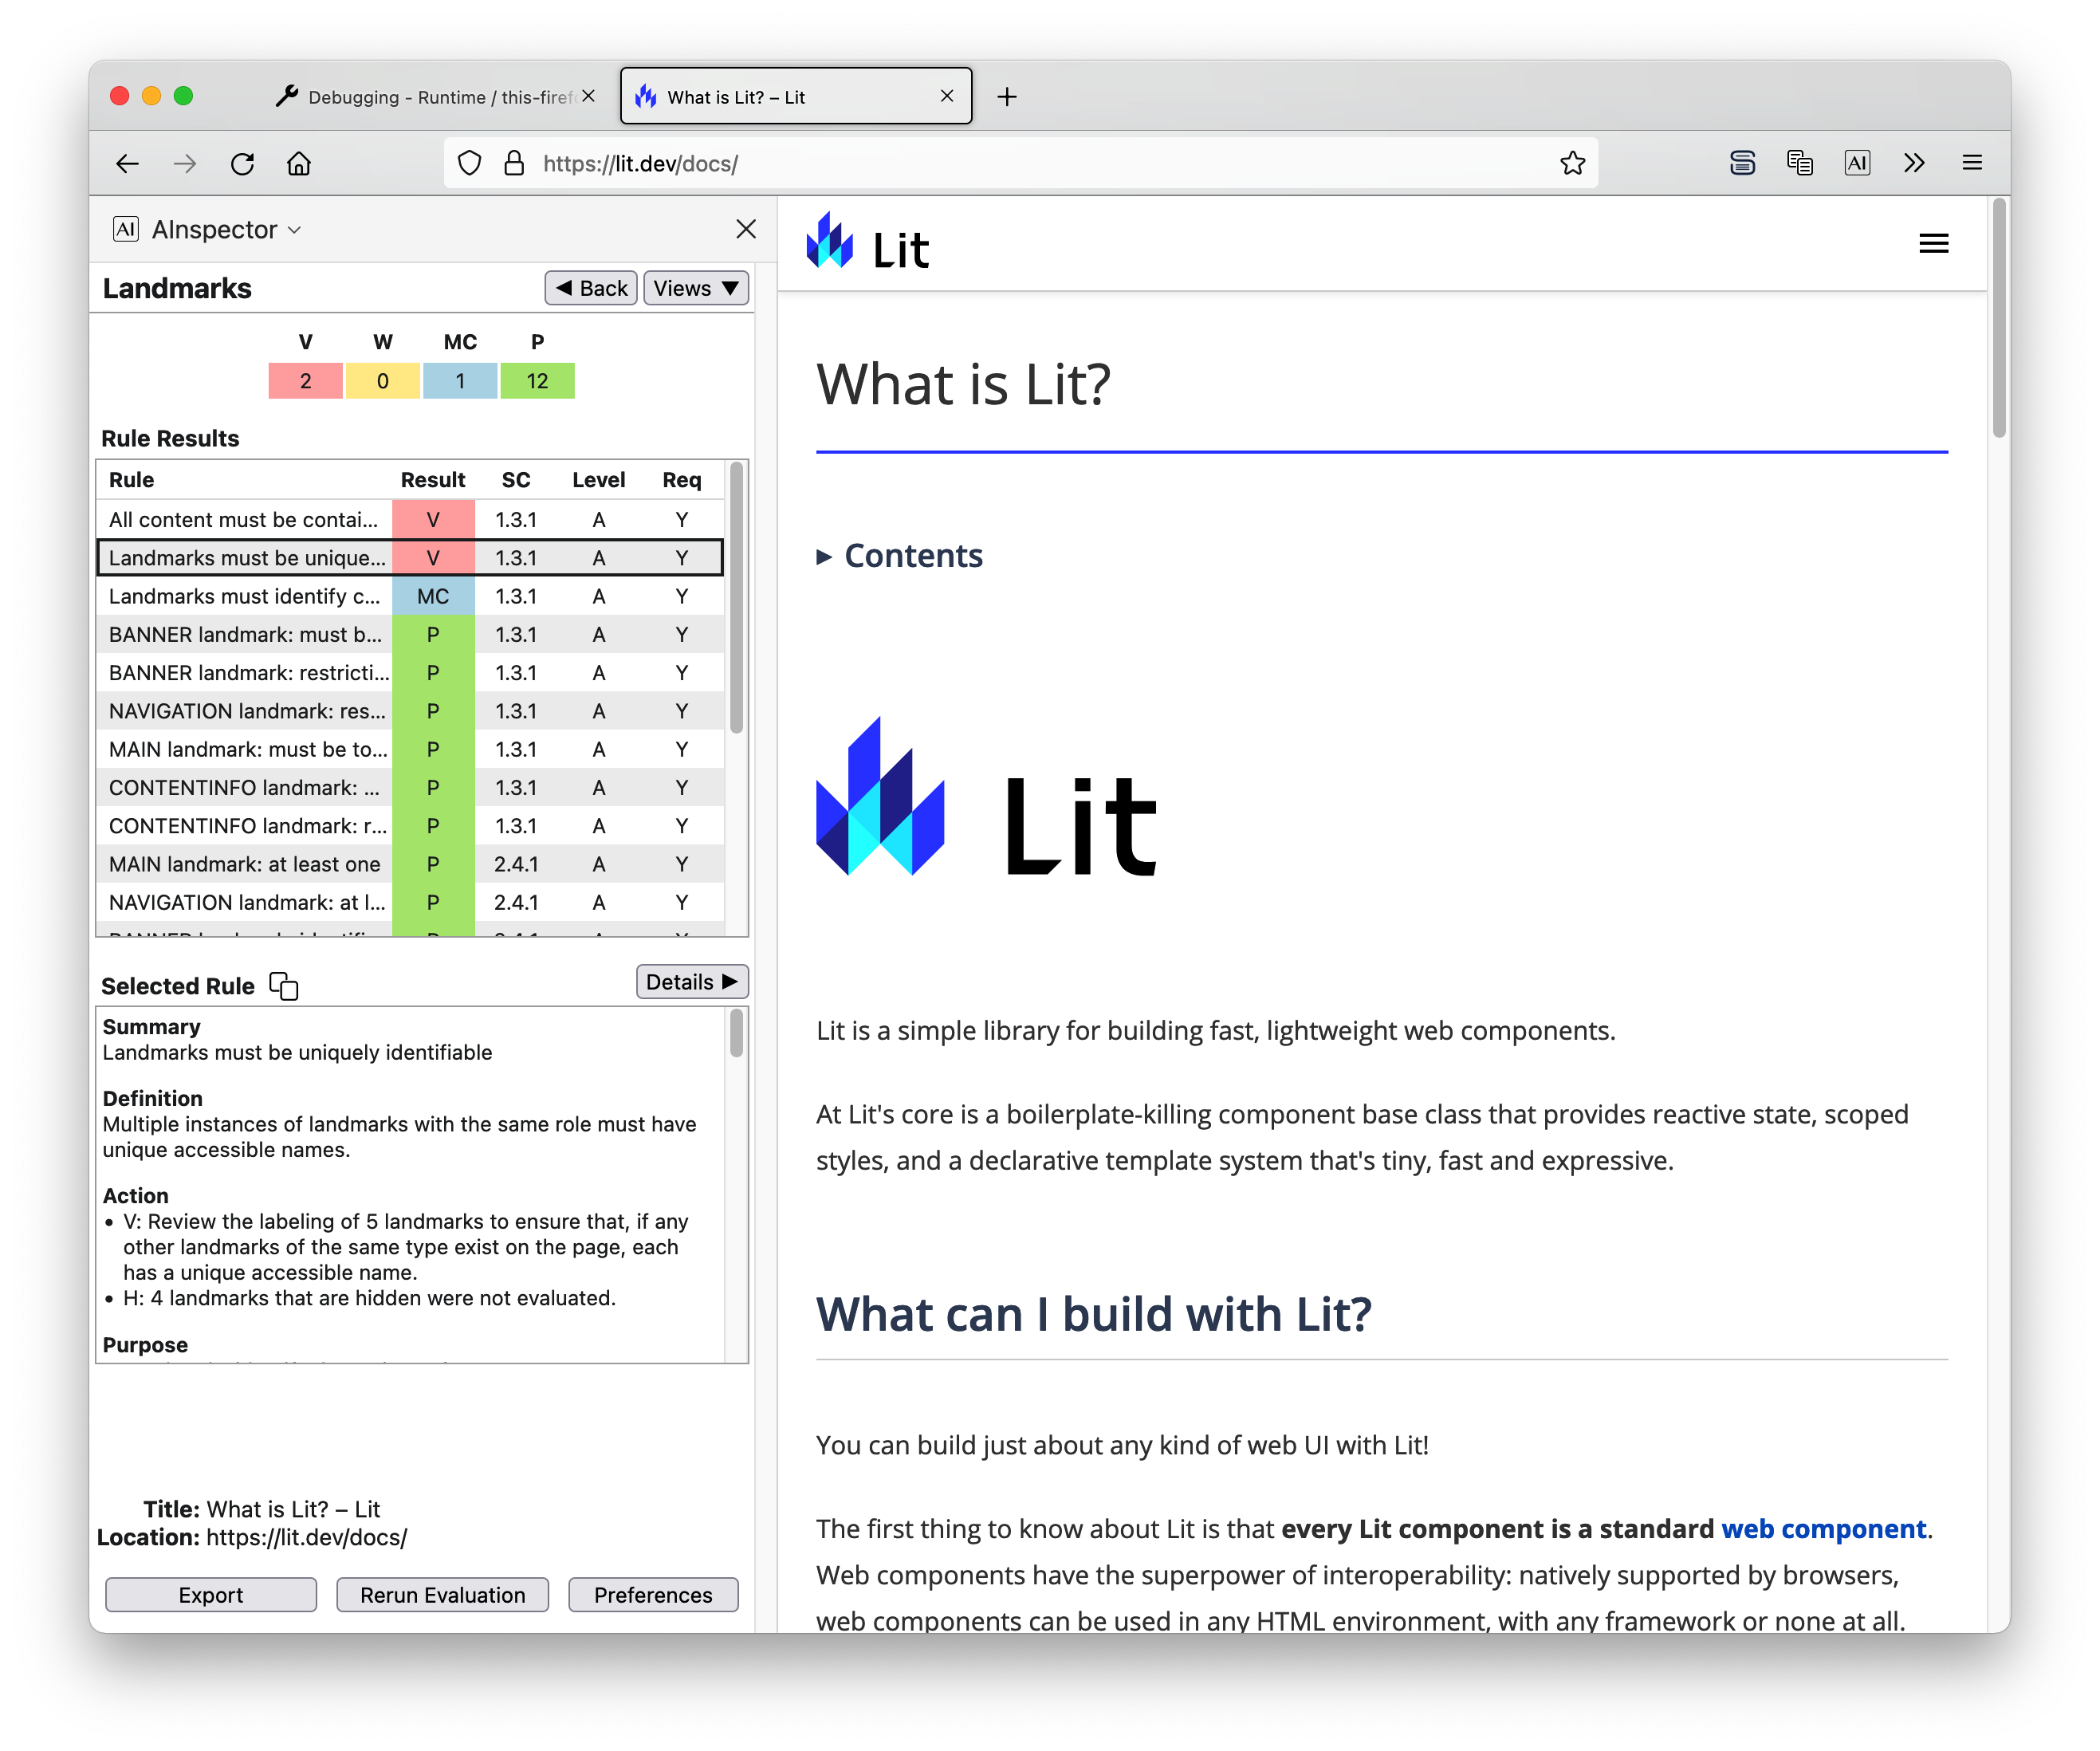 Debugging - Runtime / this-firef
What is Lit? – Lit
https://lit.dev/docs/
AI
AI AInspector
Landmarks
◀ Back
Views ▼
V W MC P
2 0 1 12
Rule Results
Rule Result SC Level Req
All content must be contai... V 1.3.1 A Y
Landmarks must be unique... V 1.3.1 A Y
Landmarks must identify c... MC 1.3.1 A Y
BANNER landmark: must b... P 1.3.1 A Y
BANNER landmark: restricti... P 1.3.1 A Y
NAVIGATION landmark: res... P 1.3.1 A Y
MAIN landmark: must be to... P 1.3.1 A Y
CONTENTINFO landmark: ... P 1.3.1 A Y
CONTENTINFO landmark: r... P 1.3.1 A Y
MAIN landmark: at least one P 2.4.1 A Y
NAVIGATION landmark: at l... P 2.4.1 A Y
Selected Rule
Details ▶
Summary
Landmarks must be uniquely identifiable
Definition
Multiple instances of landmarks with the same role must have
unique accessible names.
Action
• V: Review the labeling of 5 landmarks to ensure that, if any
other landmarks of the same type exist on the page, each
has a unique accessible name.
• H: 4 landmarks that are hidden were not evaluated.
Purpose
Title: What is Lit? – Lit
Location: https://lit.dev/docs/
Export
Rerun Evaluation
Preferences
Lit
What is Lit?
▸ Contents
Lit
Lit is a simple library for building fast, lightweight web components.
At Lit's core is a boilerplate-killing component base class that provides reactive state, scoped
styles, and a declarative template system that's tiny, fast and expressive.
What can I build with Lit?
You can build just about any kind of web UI with Lit!
The first thing to know about Lit is that every Lit component is a standard web component.
Web components have the superpower of interoperability: natively supported by browsers,
web components can be used in any HTML environment, with any framework or none at all.